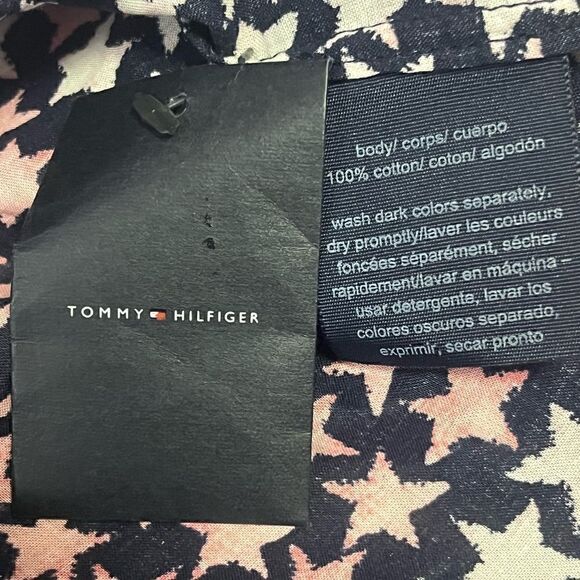 TOMMY HILFIGER
body/ corps/ cuerpo
100% cotton/ coton/ algodón
wash dark colors separately,
dry promptly/laver les couleurs
foncées séparément, sécher
rapidement/lavar en máquina –
usar detergente, lavar los
colores oscuros separado,
exprimir, secar pronto